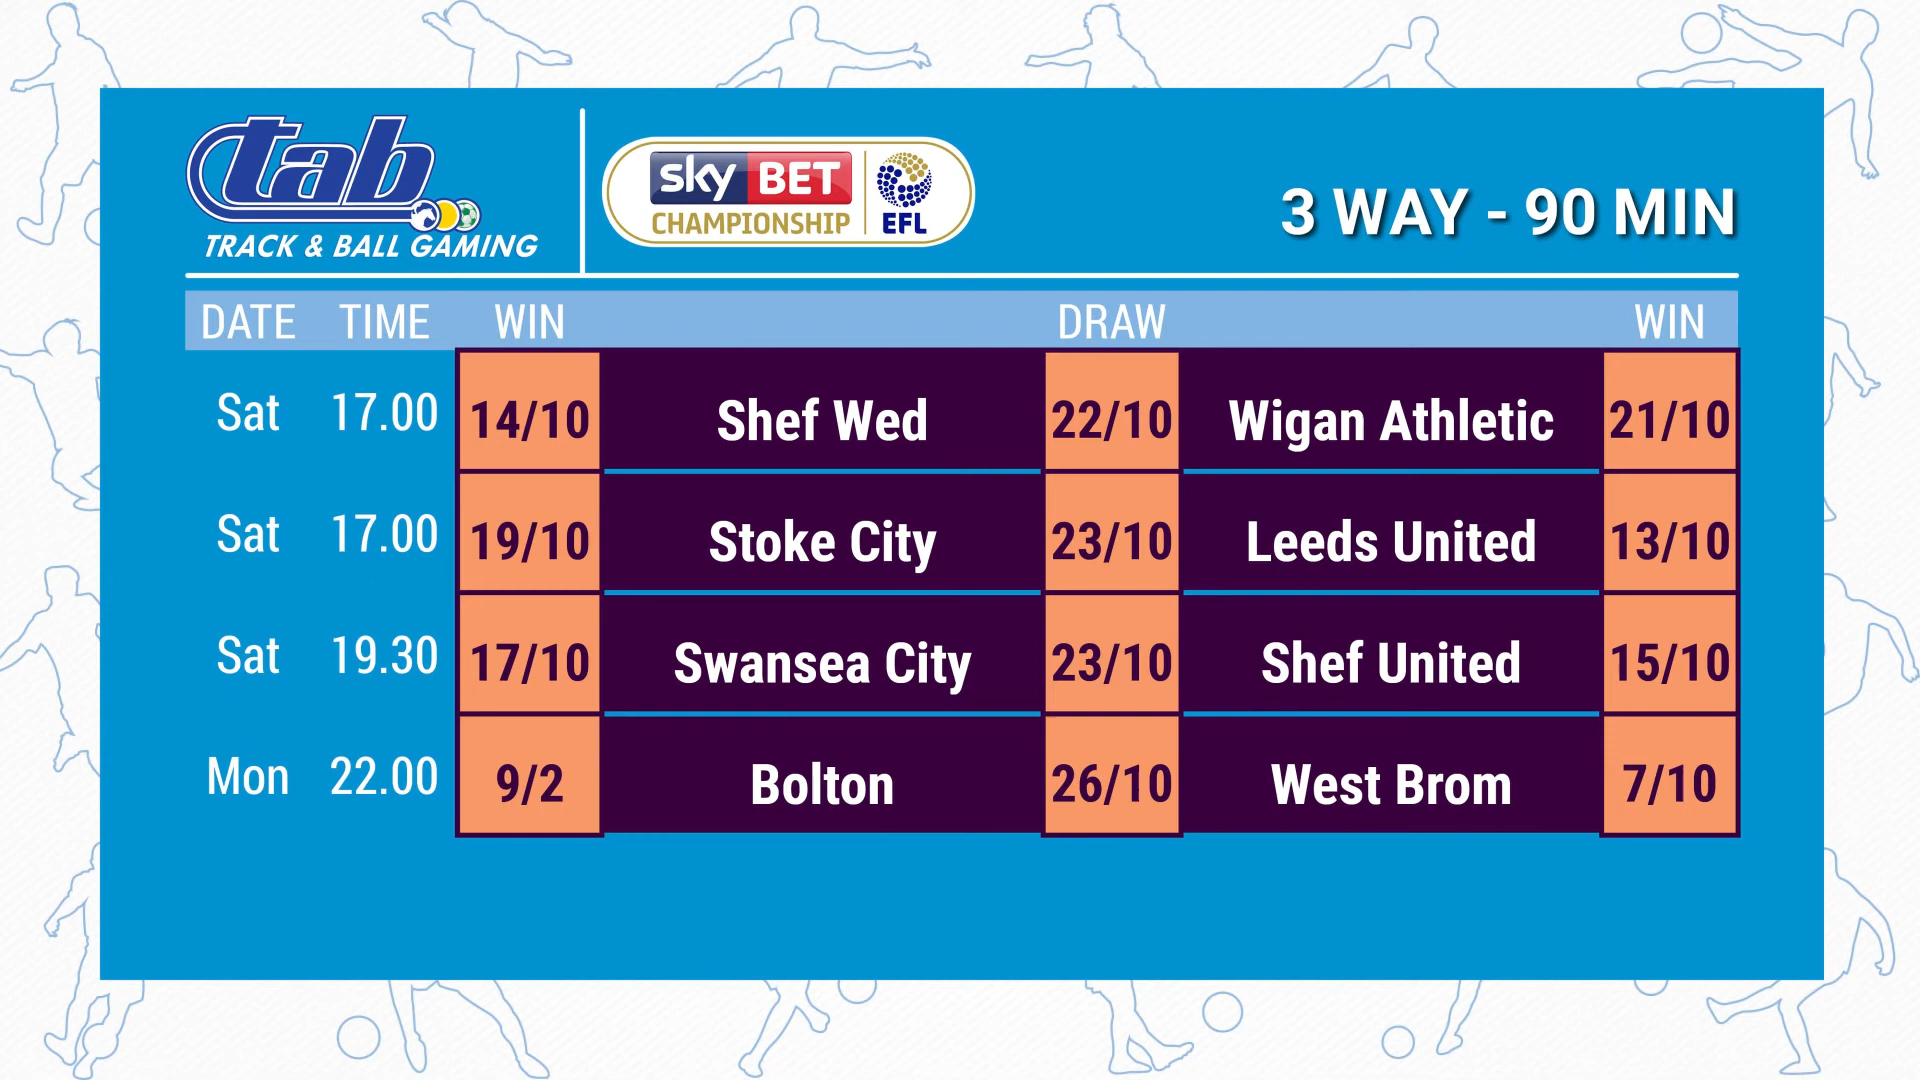 tab
TRACK & BALL GAMING
sky BET
CHAMPIONSHIP
EFL
3 WAY - 90 MIN
DATE TIME WIN DRAW WIN
Sat 17.00 14/10 Shef Wed 22/10 Wigan Athletic 21/10
Sat 17.00 19/10 Stoke City 23/10 Leeds United 13/10
Sat 19.30 17/10 Swansea City 23/10 Shef United 15/10
Mon 22.00 9/2 Bolton 26/10 West Brom 7/10